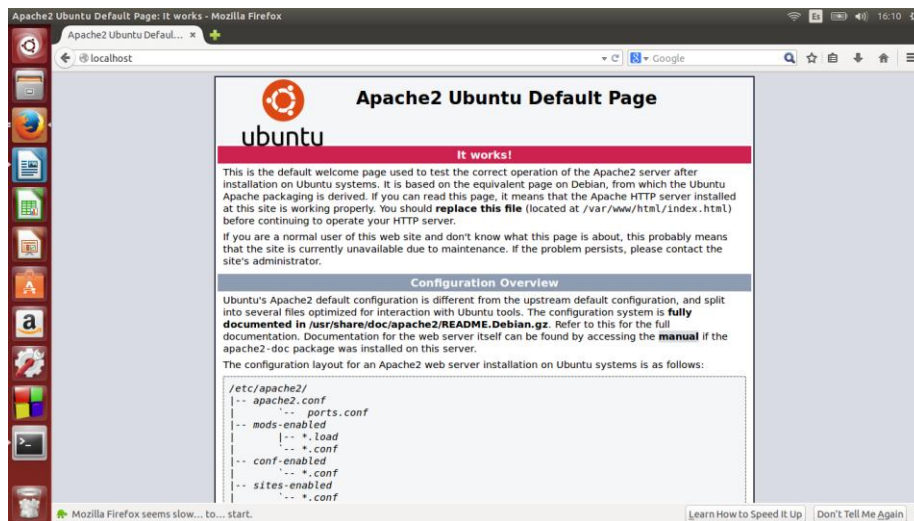 Apache2 Ubuntu Default Page: It works - Mozilla Firefox
Es
16:10
Apache2 Ubuntu Defaul... ×
localhost
Google
Apache2 Ubuntu Default Page
ubuntu
It works!
This is the default welcome page used to test the correct operation of the Apache2 server after
installation on Ubuntu systems. It is based on the equivalent page on Debian, from which the Ubuntu
Apache packaging is derived. If you can read this page, it means that the Apache HTTP server installed
at this site is working properly. You should replace this file (located at /var/www/html/index.html)
before continuing to operate your HTTP server.
If you are a normal user of this web site and don't know what this page is about, this probably means
that the site is currently unavailable due to maintenance. If the problem persists, please contact the
site's administrator.
Configuration Overview
Ubuntu's Apache2 default configuration is different from the upstream default configuration, and split
into several files optimized for interaction with Ubuntu tools. The configuration system is fully
documented in /usr/share/doc/apache2/README.Debian.gz. Refer to this for the full
documentation. Documentation for the web server itself can be found by accessing the manual if the
apache2-doc package was installed on this server.
The configuration layout for an Apache2 web server installation on Ubuntu systems is as follows:
/etc/apache2/
|-- apache2.conf
|       `--  ports.conf
|-- mods-enabled
|       |-- *.load
|       `-- *.conf
|-- conf-enabled
|       `-- *.conf
|-- sites-enabled
|       `-- *.conf
Mozilla Firefox seems slow... to... start.
Learn How to Speed It Up
Don't Tell Me Again